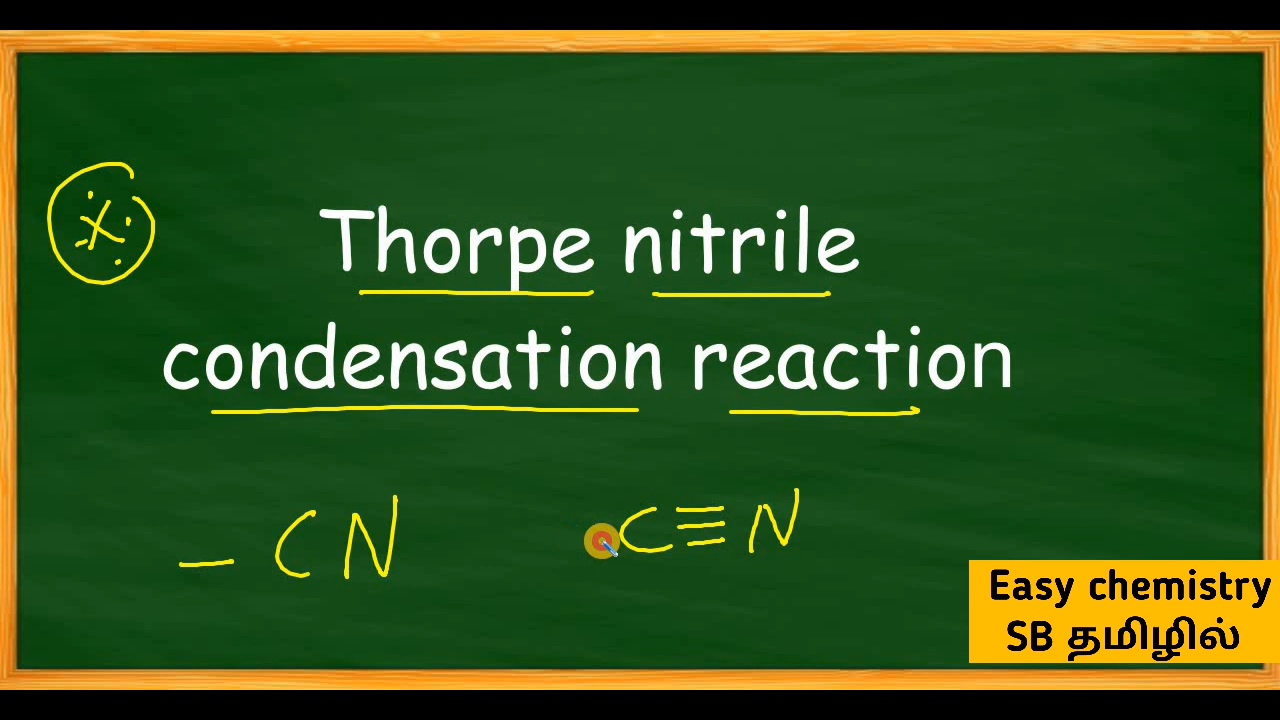 X
Thorpe nitrile
condensation reaction
– CN
C≡N
Easy chemistry
SB தமிழில்